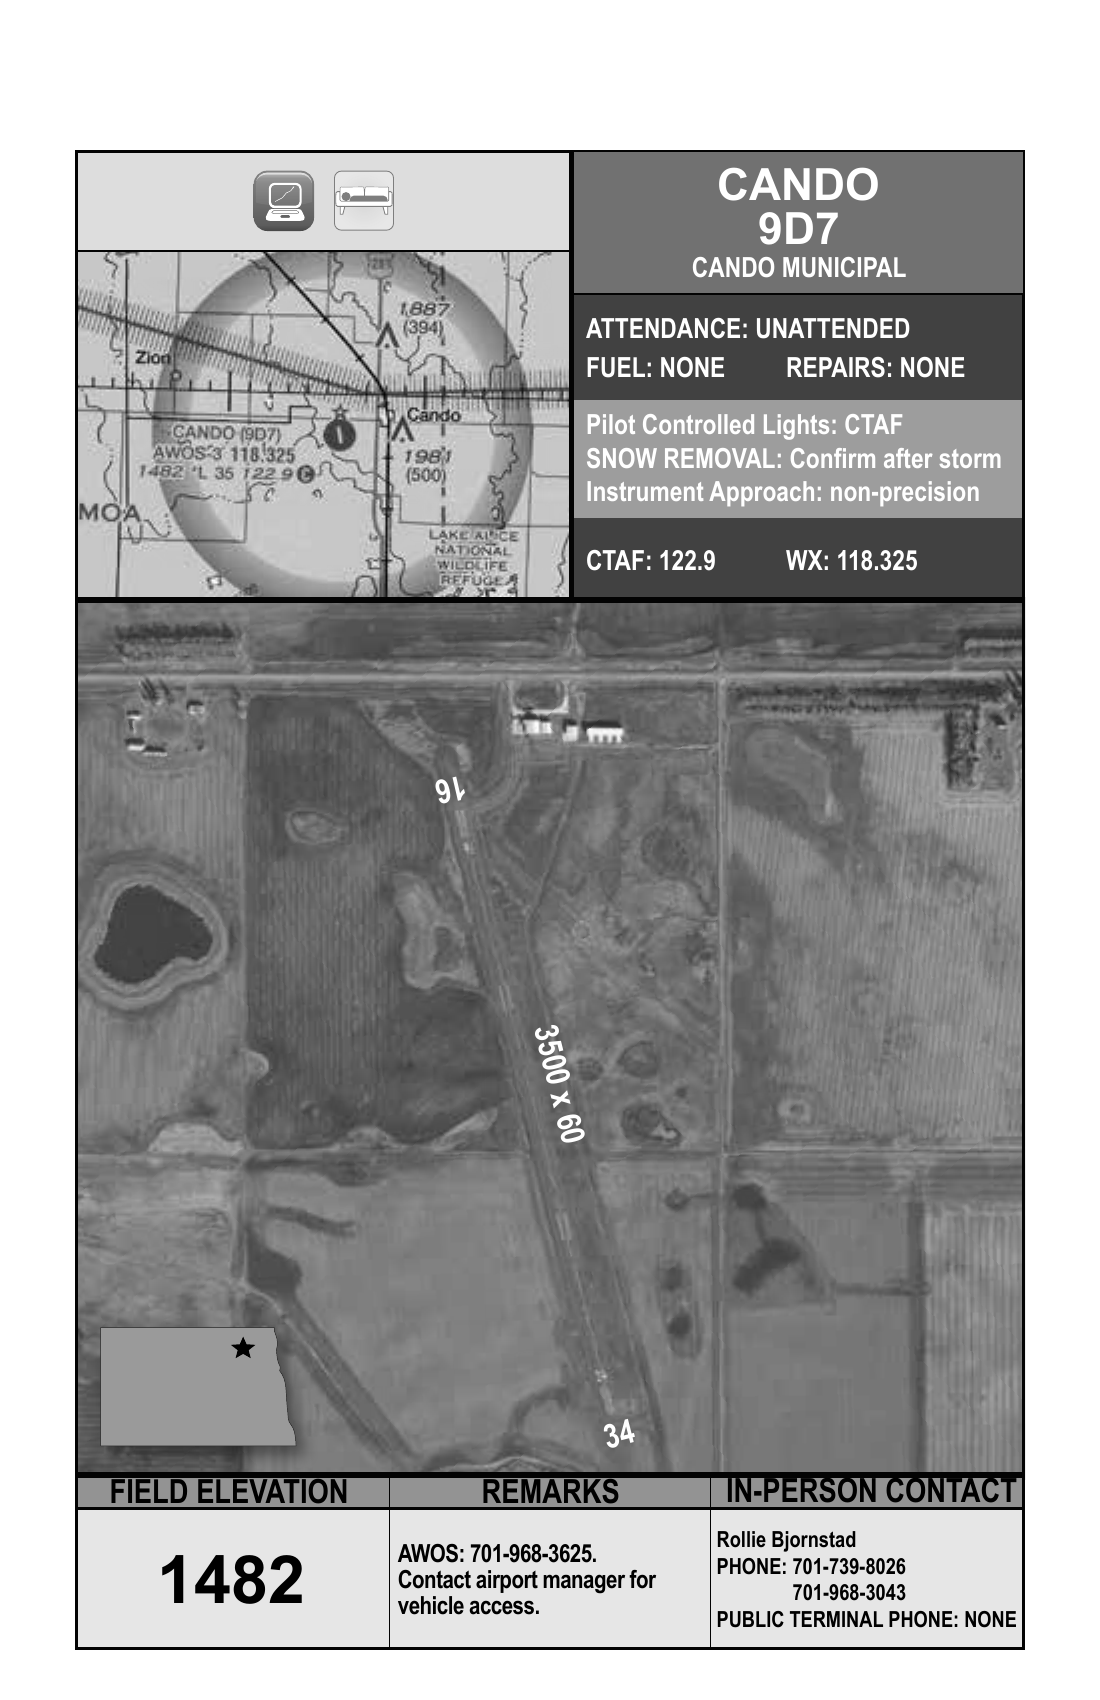 CANDO
9D7
CANDO MUNICIPAL
ATTENDANCE: UNATTENDED
FUEL: NONE REPAIRS: NONE
Pilot Controlled Lights: CTAF
SNOW REMOVAL: Confirm after storm
Instrument Approach: non-precision
CTAF: 122.9 WX: 118.325
281
1887
(394)
Zion
Cando
CANDO (9D7)
AWOS-3 118.325
1482 *L 35 122.9 C
1981
(500)
MOA
LAKE ALICE
NATIONAL
WILDLIFE
REFUGE
16
3500 x 60
34
FIELD ELEVATION
1482
REMARKS
AWOS: 701-968-3625.
Contact airport manager for
vehicle access.
IN-PERSON CONTACT
Rollie Bjornstad
PHONE: 701-739-8026
701-968-3043
PUBLIC TERMINAL PHONE: NONE